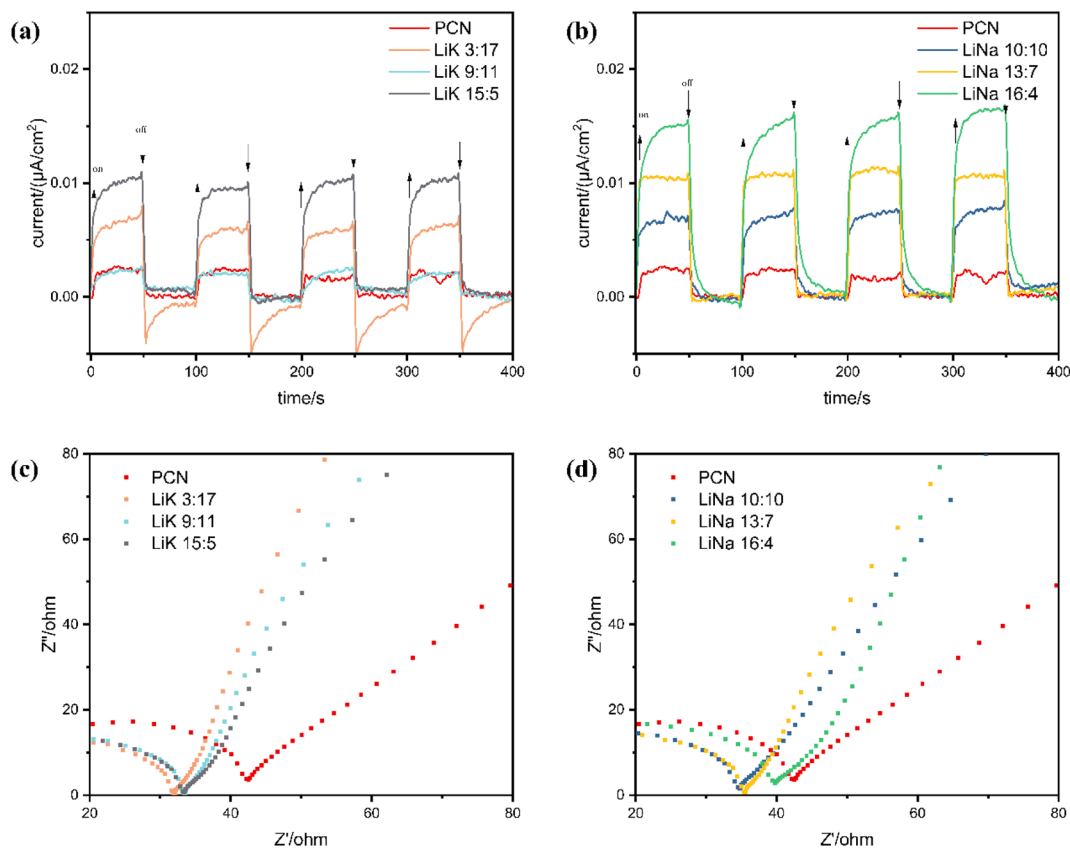 (a)
PCN
LiK 3:17
LiK 9:11
LiK 15:5
0.02
0.01
0.00
on
off
current/(μA/cm²)
0
100
200
300
400
time/s
(b)
PCN
LiNa 10:10
LiNa 13:7
LiNa 16:4
0.02
0.01
0.00
on
off
current/(μA/cm²)
0
100
200
300
400
time/s
(c)
PCN
LiK 3:17
LiK 9:11
LiK 15:5
80
60
40
20
0
Z"/ohm
20
40
60
80
Z'/ohm
(d)
PCN
LiNa 10:10
LiNa 13:7
LiNa 16:4
80
60
40
20
0
Z"/ohm
20
40
60
80
Z'/ohm